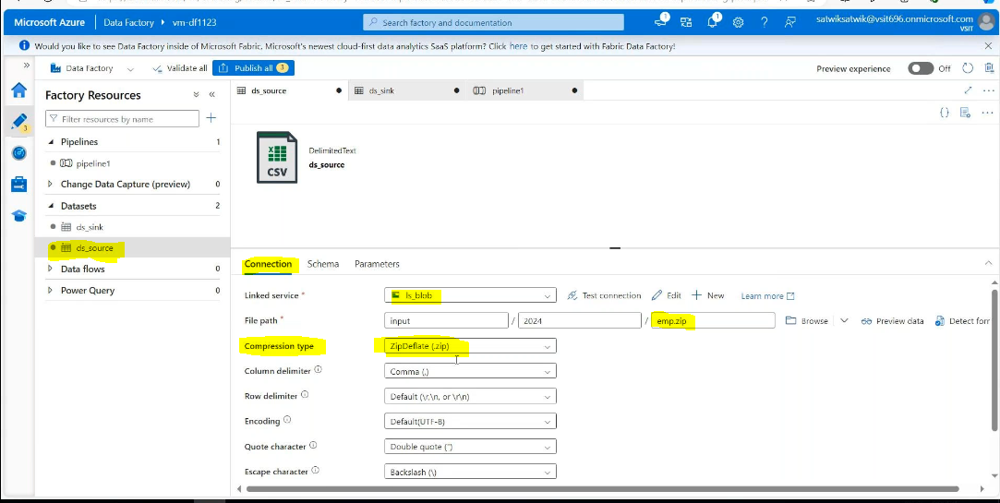 Microsoft Azure | Data Factory > vm-df1123
Search factory and documentation
1
1
satwiksatwik@vsit696.onmicrosoft.com
VSIT
Would you like to see Data Factory in Microsoft Fabric, Microsoft's newest cloud-first data analytics SaaS platform? Click here to get started with Fabric Data Factory!
Data Factory
Validate all
Publish all 3
Preview experience
Off
3
Factory Resources
Filter resources by name
Pipelines 1
pipeline1
Change Data Capture (preview) 0
Datasets 2
ds_sink
ds_source
Data flows 0
Power Query 0
ds_source
ds_sink
pipeline1
{}
X
CSV
DelimitedText
ds_source
Connection
Schema
Parameters
Linked service *
ls_blob
Test connection
Edit
New
Learn more
File path *
input / 2024 / emp.zip
Browse
Preview data
Detect forr
Compression type
ZipDeflate (.zip)
Column delimiter
Comma (,)
Row delimiter
Default (\r,\n, or \r\n)
Encoding
Default(UTF-8)
Quote character
Double quote (")
Escape character
Backslash (\)